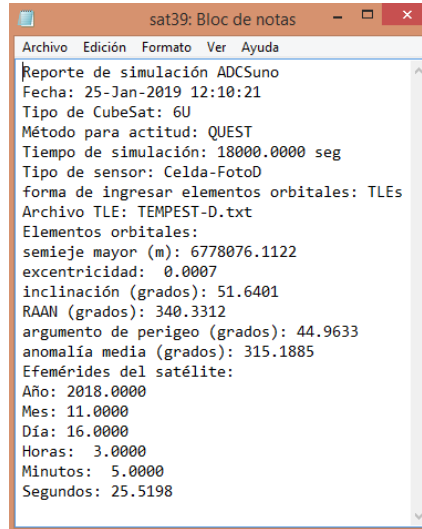 sat39: Bloc de notas
Archivo Edición Formato Ver Ayuda
Reporte de simulación ADCSuno
Fecha: 25-Jan-2019 12:10:21
Tipo de CubeSat: 6U
Método para actitud: QUEST
Tiempo de simulación: 18000.0000 seg
Tipo de sensor: Celda-FotoD
forma de ingresar elementos orbitales: TLEs
Archivo TLE: TEMPEST-D.txt
Elementos orbitales:
semieje mayor (m): 6778076.1122
excentricidad:  0.0007
inclinación (grados): 51.6401
RAAN (grados): 340.3312
argumento de perigeo (grados): 44.9633
anomalía media (grados): 315.1885
Efemérides del satélite:
Año: 2018.0000
Mes: 11.0000
Día: 16.0000
Horas:  3.0000
Minutos:  5.0000
Segundos: 25.5198